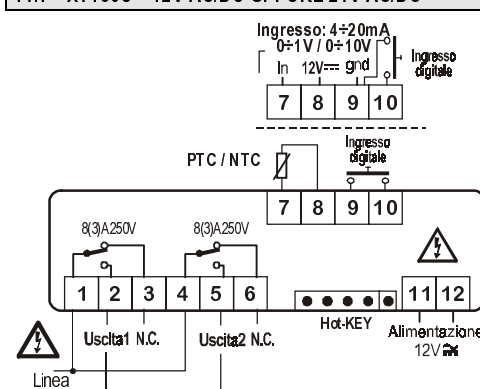 Ingresso: 4÷20mA
0÷1V / 0÷10V
In 12V gnd
Ingresso
digitale
7 8 9 10
PTC / NTC
Ingresso
digitale
7 8 9 10
8(3)A250V 8(3)A250V
1 2 3 4 5 6
11 12
Hot-KEY
Uscita1 N.C. Uscita2 N.C.
Alimentazione
12V
Linea